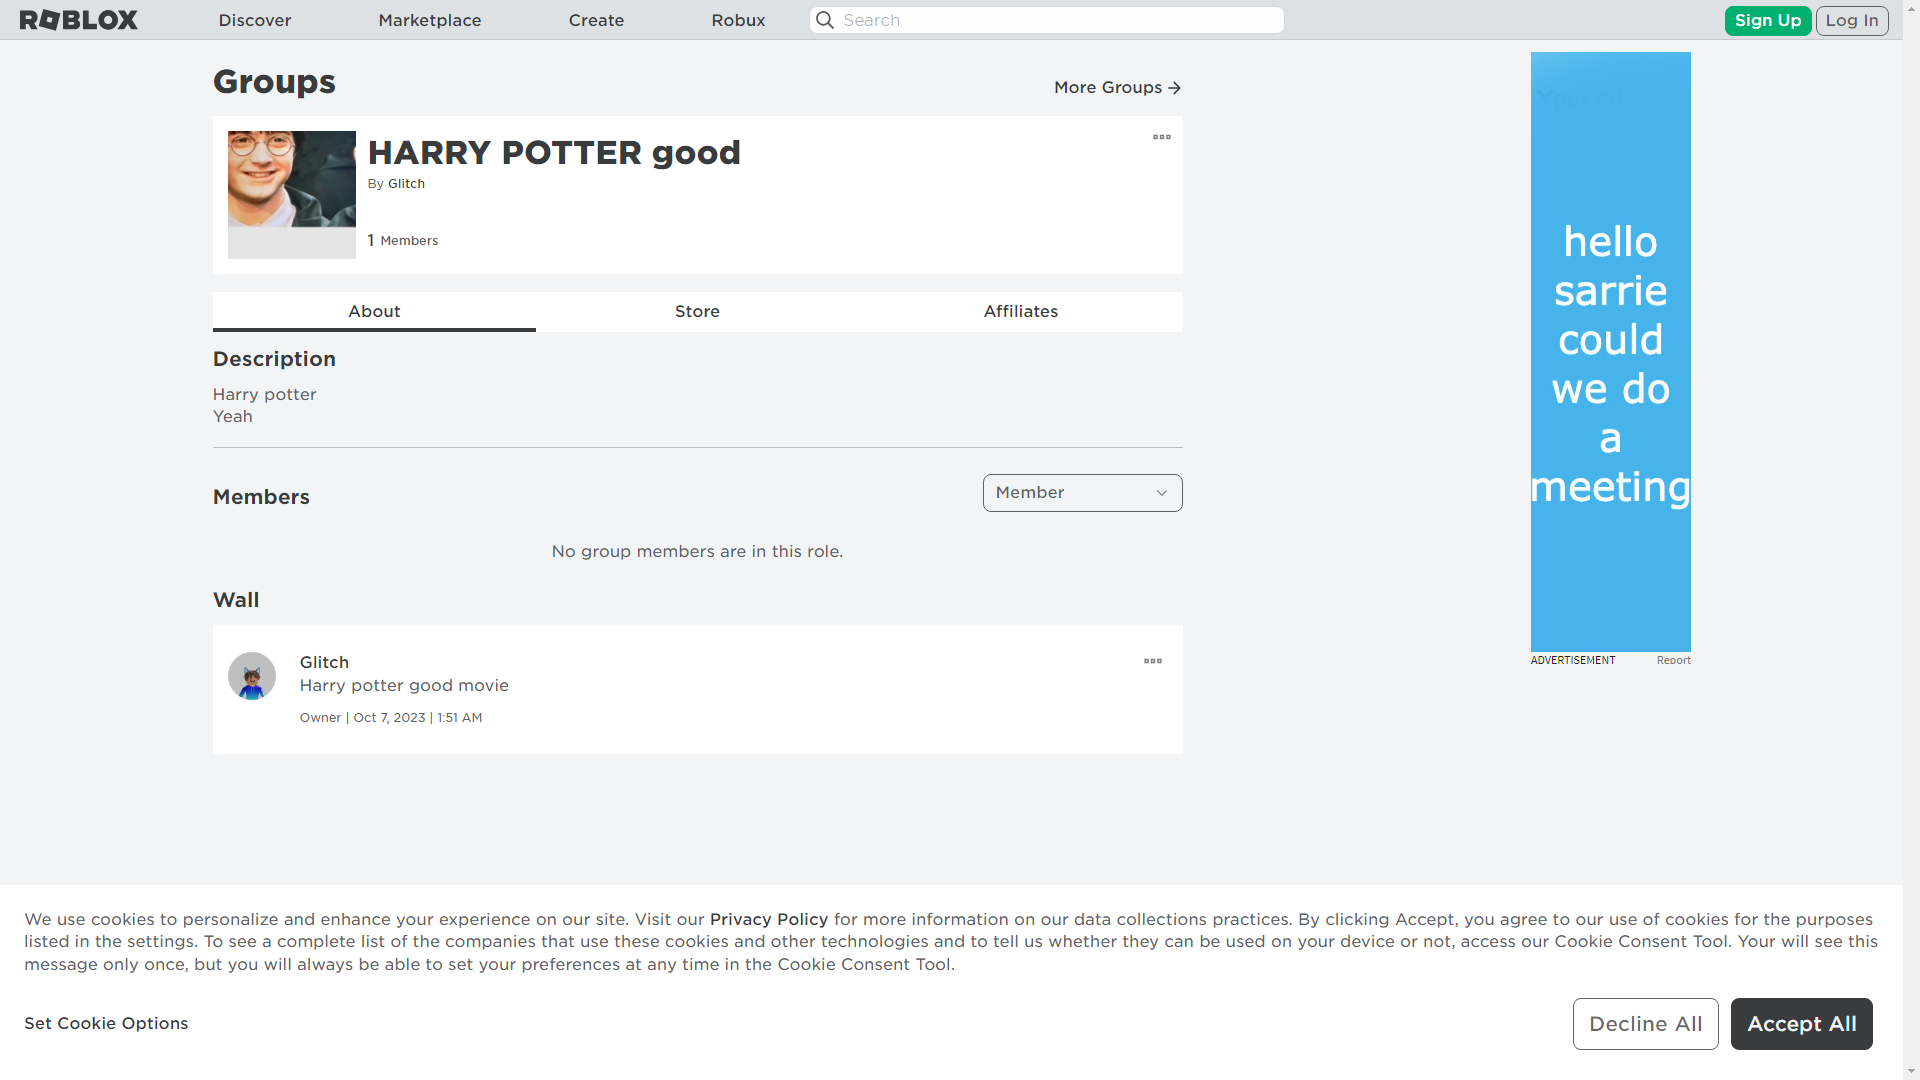 ROBLOX
Discover
Marketplace
Create
Robux
Search
Sign Up
Log In
Groups
More Groups
HARRY POTTER good
By Glitch
1 Members
About
Store
Affiliates
Description
Harry potter
Yeah
Members
Member
No group members are in this role.
Wall
Glitch
Harry potter good movie
Owner | Oct 7, 2023 | 1:51 AM
hello
sarrie
could
we do
a
meeting
ADVERTISEMENT
Report
We use cookies to personalize and enhance your experience on our site. Visit our Privacy Policy for more information on our data collections practices. By clicking Accept, you agree to our use of cookies for the purposes
listed in the settings. To see a complete list of the companies that use these cookies and other technologies and to tell us whether they can be used on your device or not, access our Cookie Consent Tool. Your will see this
message only once, but you will always be able to set your preferences at any time in the Cookie Consent Tool.
Set Cookie Options
Decline All
Accept All